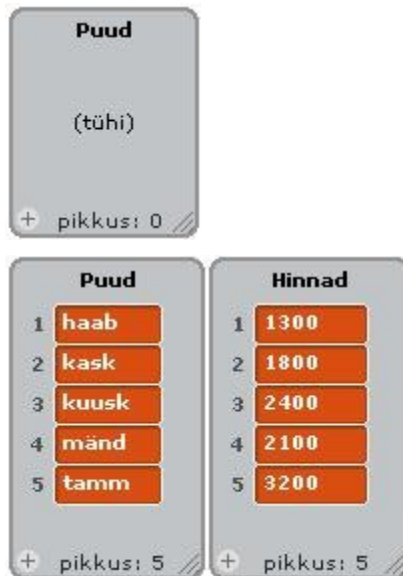 Puud
(tühi)
+ pikkus: 0
Puud
1 haab
2 kask
3 kuusk
4 mänd
5 tamm
+ pikkus: 5
Hinnad
1 1300
2 1800
3 2400
4 2100
5 3200
+ pikkus: 5